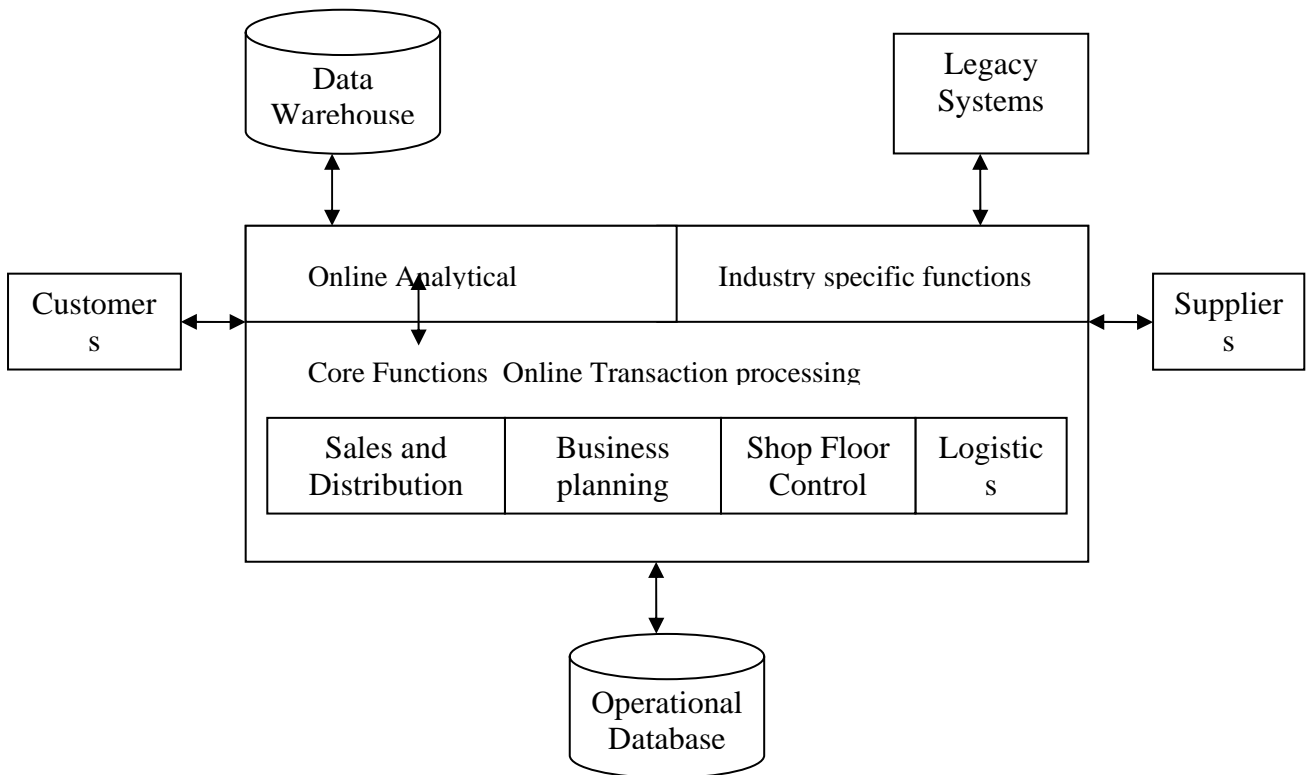 Data
Warehouse
Legacy
Systems
Online Analytical
Industry specific functions
Customer
s
Supplier
s
Core Functions Online Transaction processing
Sales and
Distribution
Business
planning
Shop Floor
Control
Logistic
s
Operational
Database